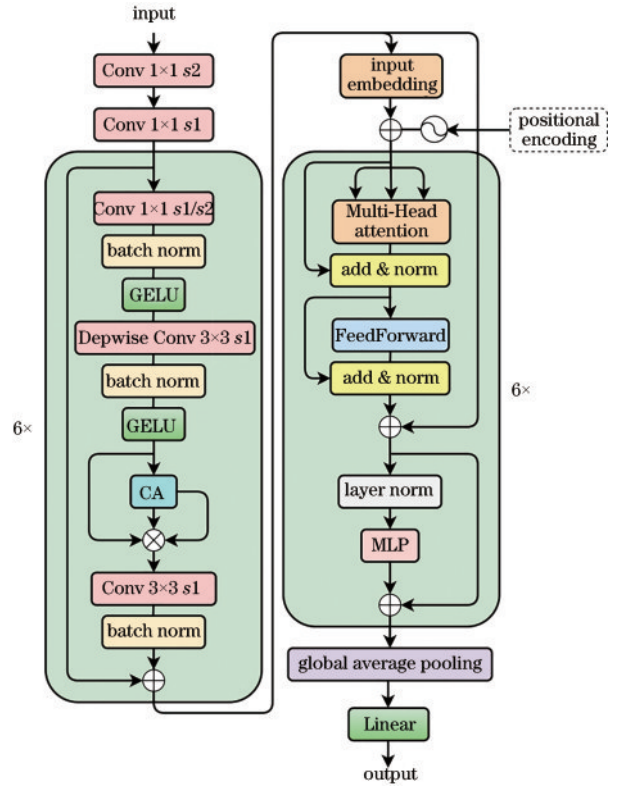 input
Conv 1×1 s2
Conv 1×1 s1
Conv 1×1 s1/s2
batch norm
GELU
Depwise Conv 3×3 s1
batch norm
GELU
6×
CA
Conv 3×3 s1
batch norm
input
embedding
positional
encoding
Multi-Head
attention
add & norm
FeedForward
add & norm
6×
layer norm
MLP
global average pooling
Linear
output